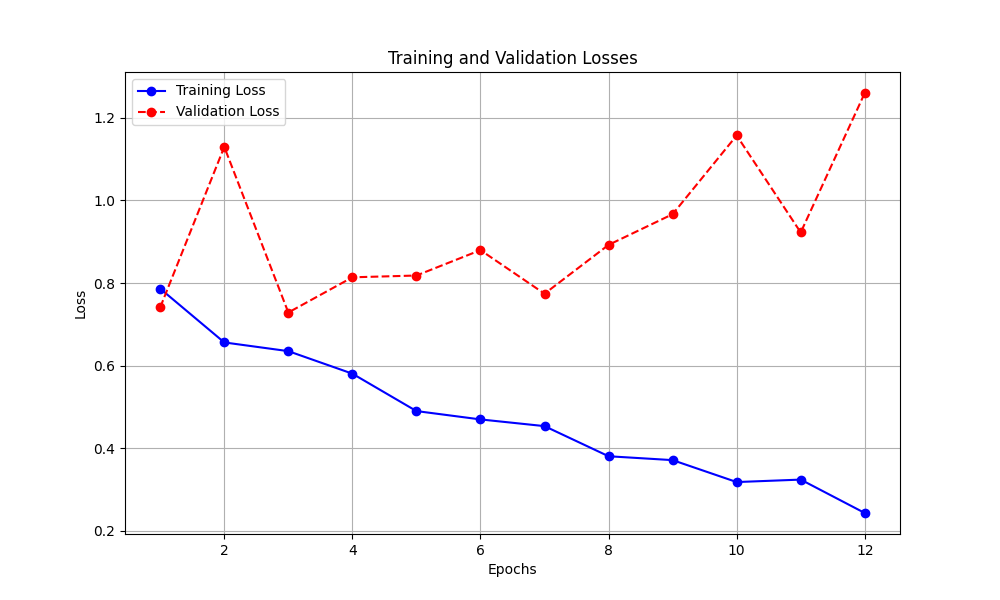 Training and Validation Losses
Training Loss
Validation Loss
1.2
1.0
0.8
0.6
0.4
0.2
Loss
2 4 6 8 10 12
Epochs